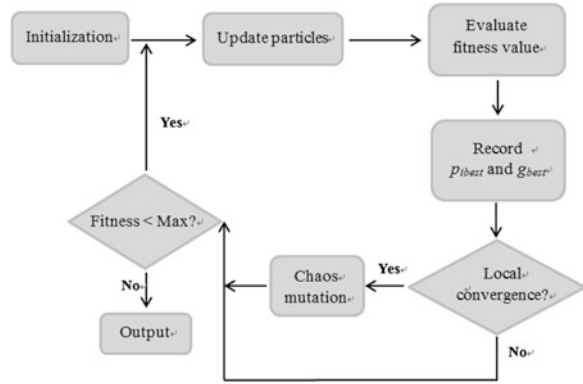 Initialization
Update particles
Evaluate
fitness value
Record
pibest and gbest
Local
convergence?
Yes
Chaos
mutation
No
Fitness < Max?
Yes
No
Output